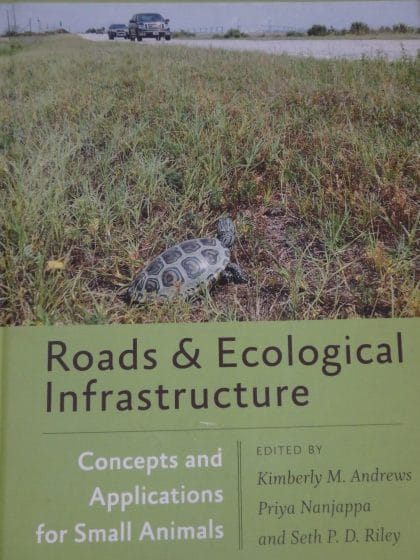 Roads & Ecological
Infrastructure
Concepts and
Applications
for Small Animals
EDITED BY
Kimberly M. Andrews
Priya Nanjappa
and Seth P. D. Riley